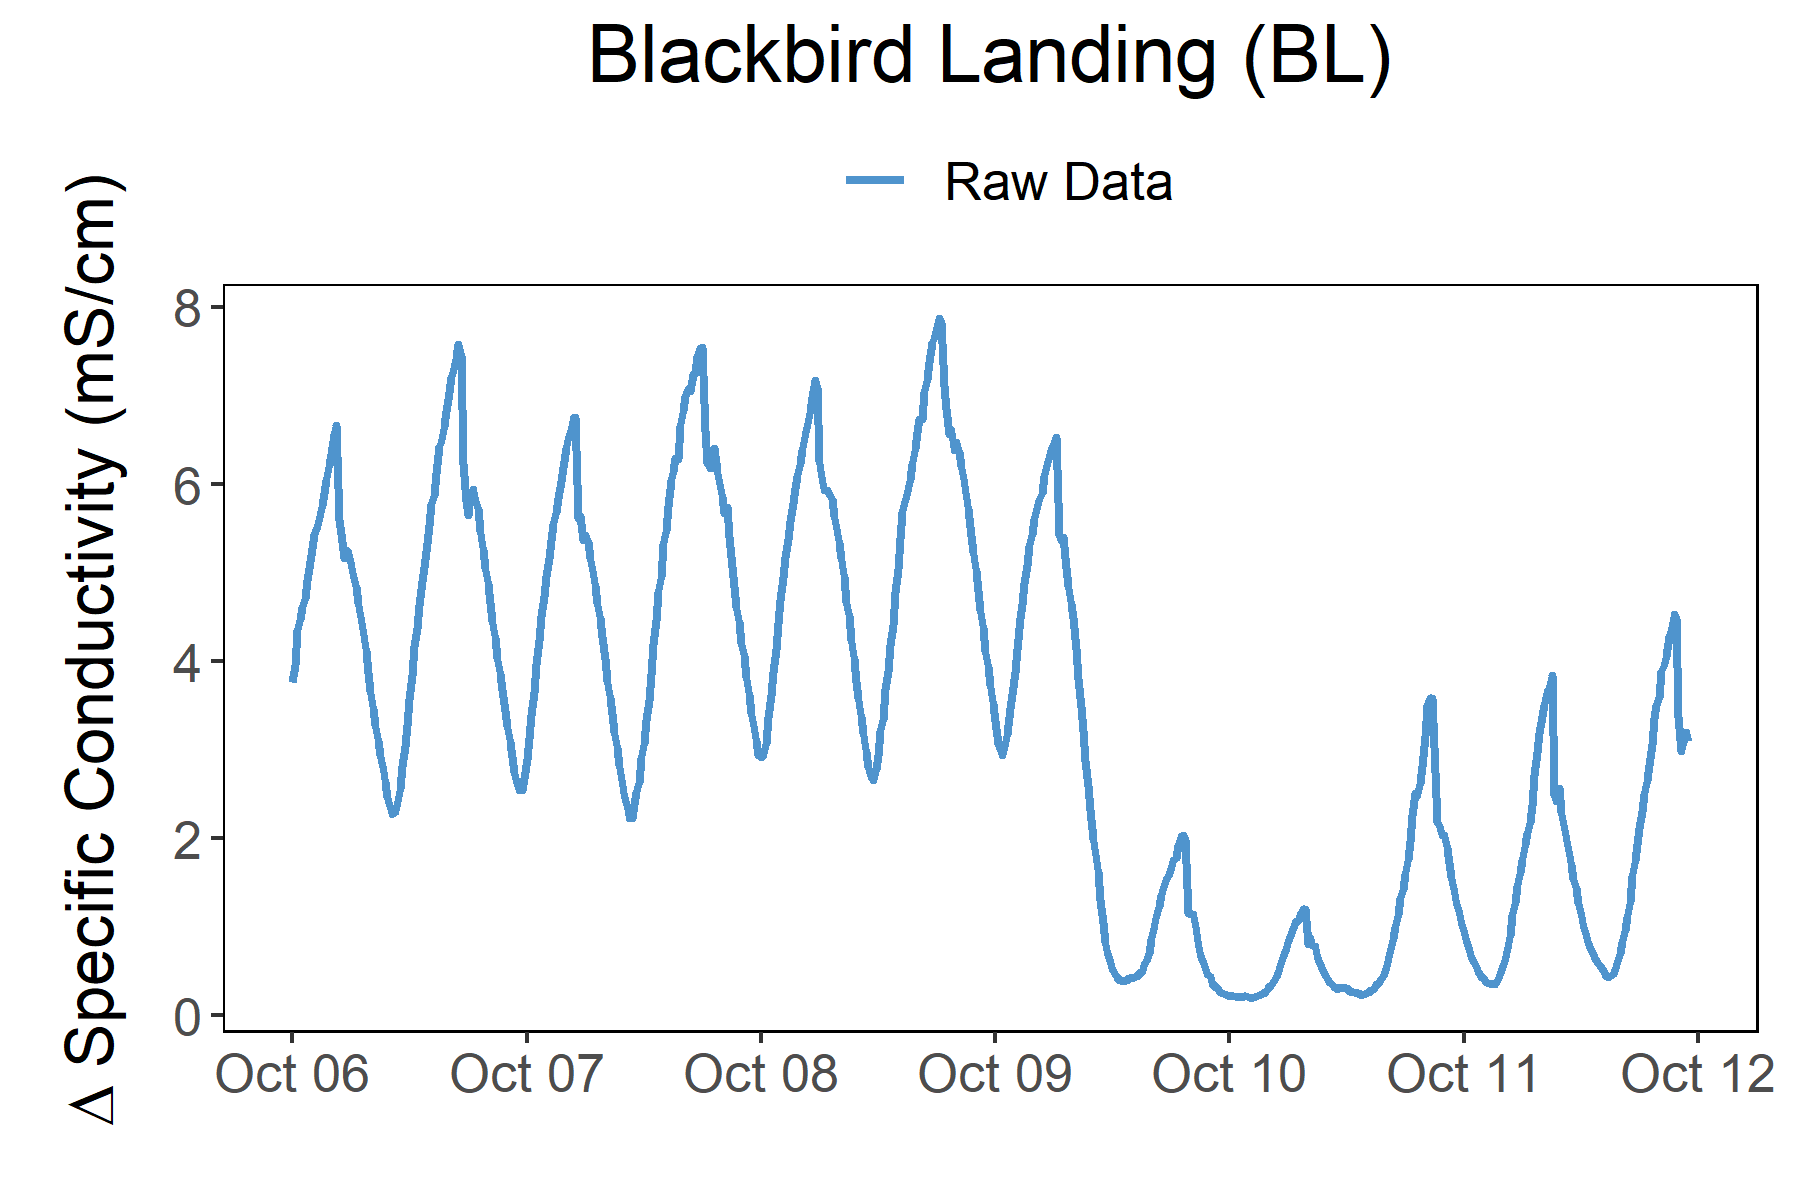 Blackbird Landing (BL)
Raw Data
Δ Specific Conductivity (mS/cm)
8
6
4
2
0
Oct 06 Oct 07 Oct 08 Oct 09 Oct 10 Oct 11 Oct 12